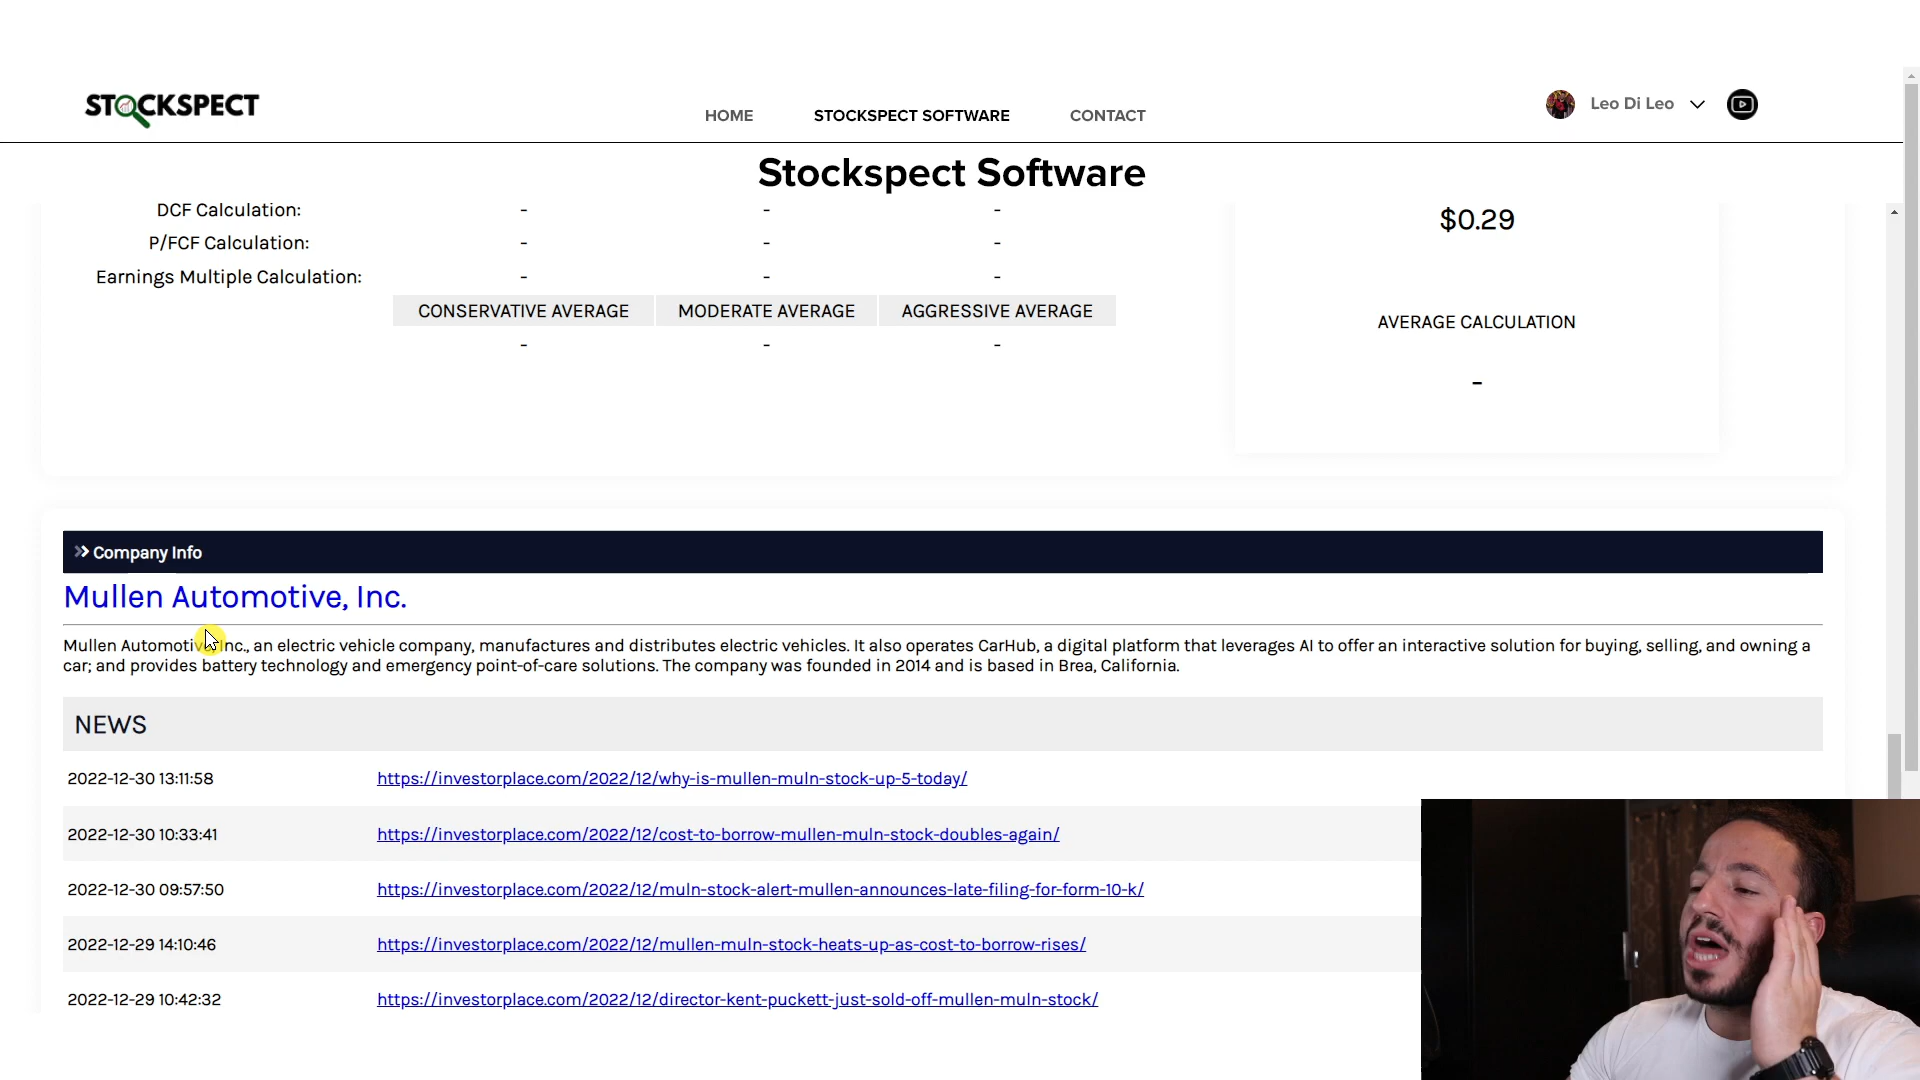 STOCKSPECT
HOME
STOCKSPECT SOFTWARE
CONTACT
Leo Di Leo
Stockspect Software
DCF Calculation: - - -
P/FCF Calculation: - - -
Earnings Multiple Calculation: - - -
CONSERVATIVE AVERAGE MODERATE AVERAGE AGGRESSIVE AVERAGE
- - -
$0.29
AVERAGE CALCULATION
-
Company Info
Mullen Automotive, Inc.
Mullen Automotive, Inc., an electric vehicle company, manufactures and distributes electric vehicles. It also operates CarHub, a digital platform that leverages AI to offer an interactive solution for buying, selling, and owning a
car; and provides battery technology and emergency point-of-care solutions. The company was founded in 2014 and is based in Brea, California.
NEWS
2022-12-30 13:11:58 https://investorplace.com/2022/12/why-is-mullen-muln-stock-up-5-today/
2022-12-30 10:33:41 https://investorplace.com/2022/12/cost-to-borrow-mullen-muln-stock-doubles-again/
2022-12-30 09:57:50 https://investorplace.com/2022/12/muln-stock-alert-mullen-announces-late-filing-for-form-10-k/
2022-12-29 14:10:46 https://investorplace.com/2022/12/mullen-muln-stock-heats-up-as-cost-to-borrow-rises/
2022-12-29 10:42:32 https://investorplace.com/2022/12/director-kent-puckett-just-sold-off-mullen-muln-stock/